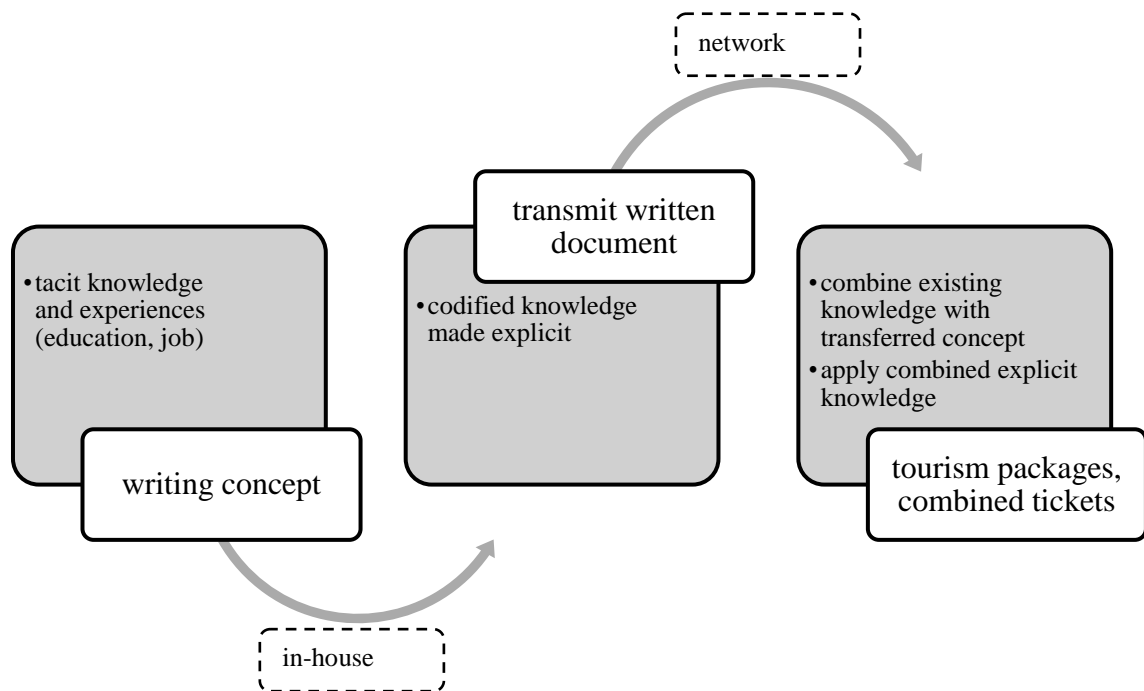 network
transmit written
document
•tacit knowledge
and experiences
(education, job)
writing concept
•codified knowledge
made explicit
•combine existing
knowledge with
transferred concept
•apply combined explicit
knowledge
tourism packages,
combined tickets
in-house